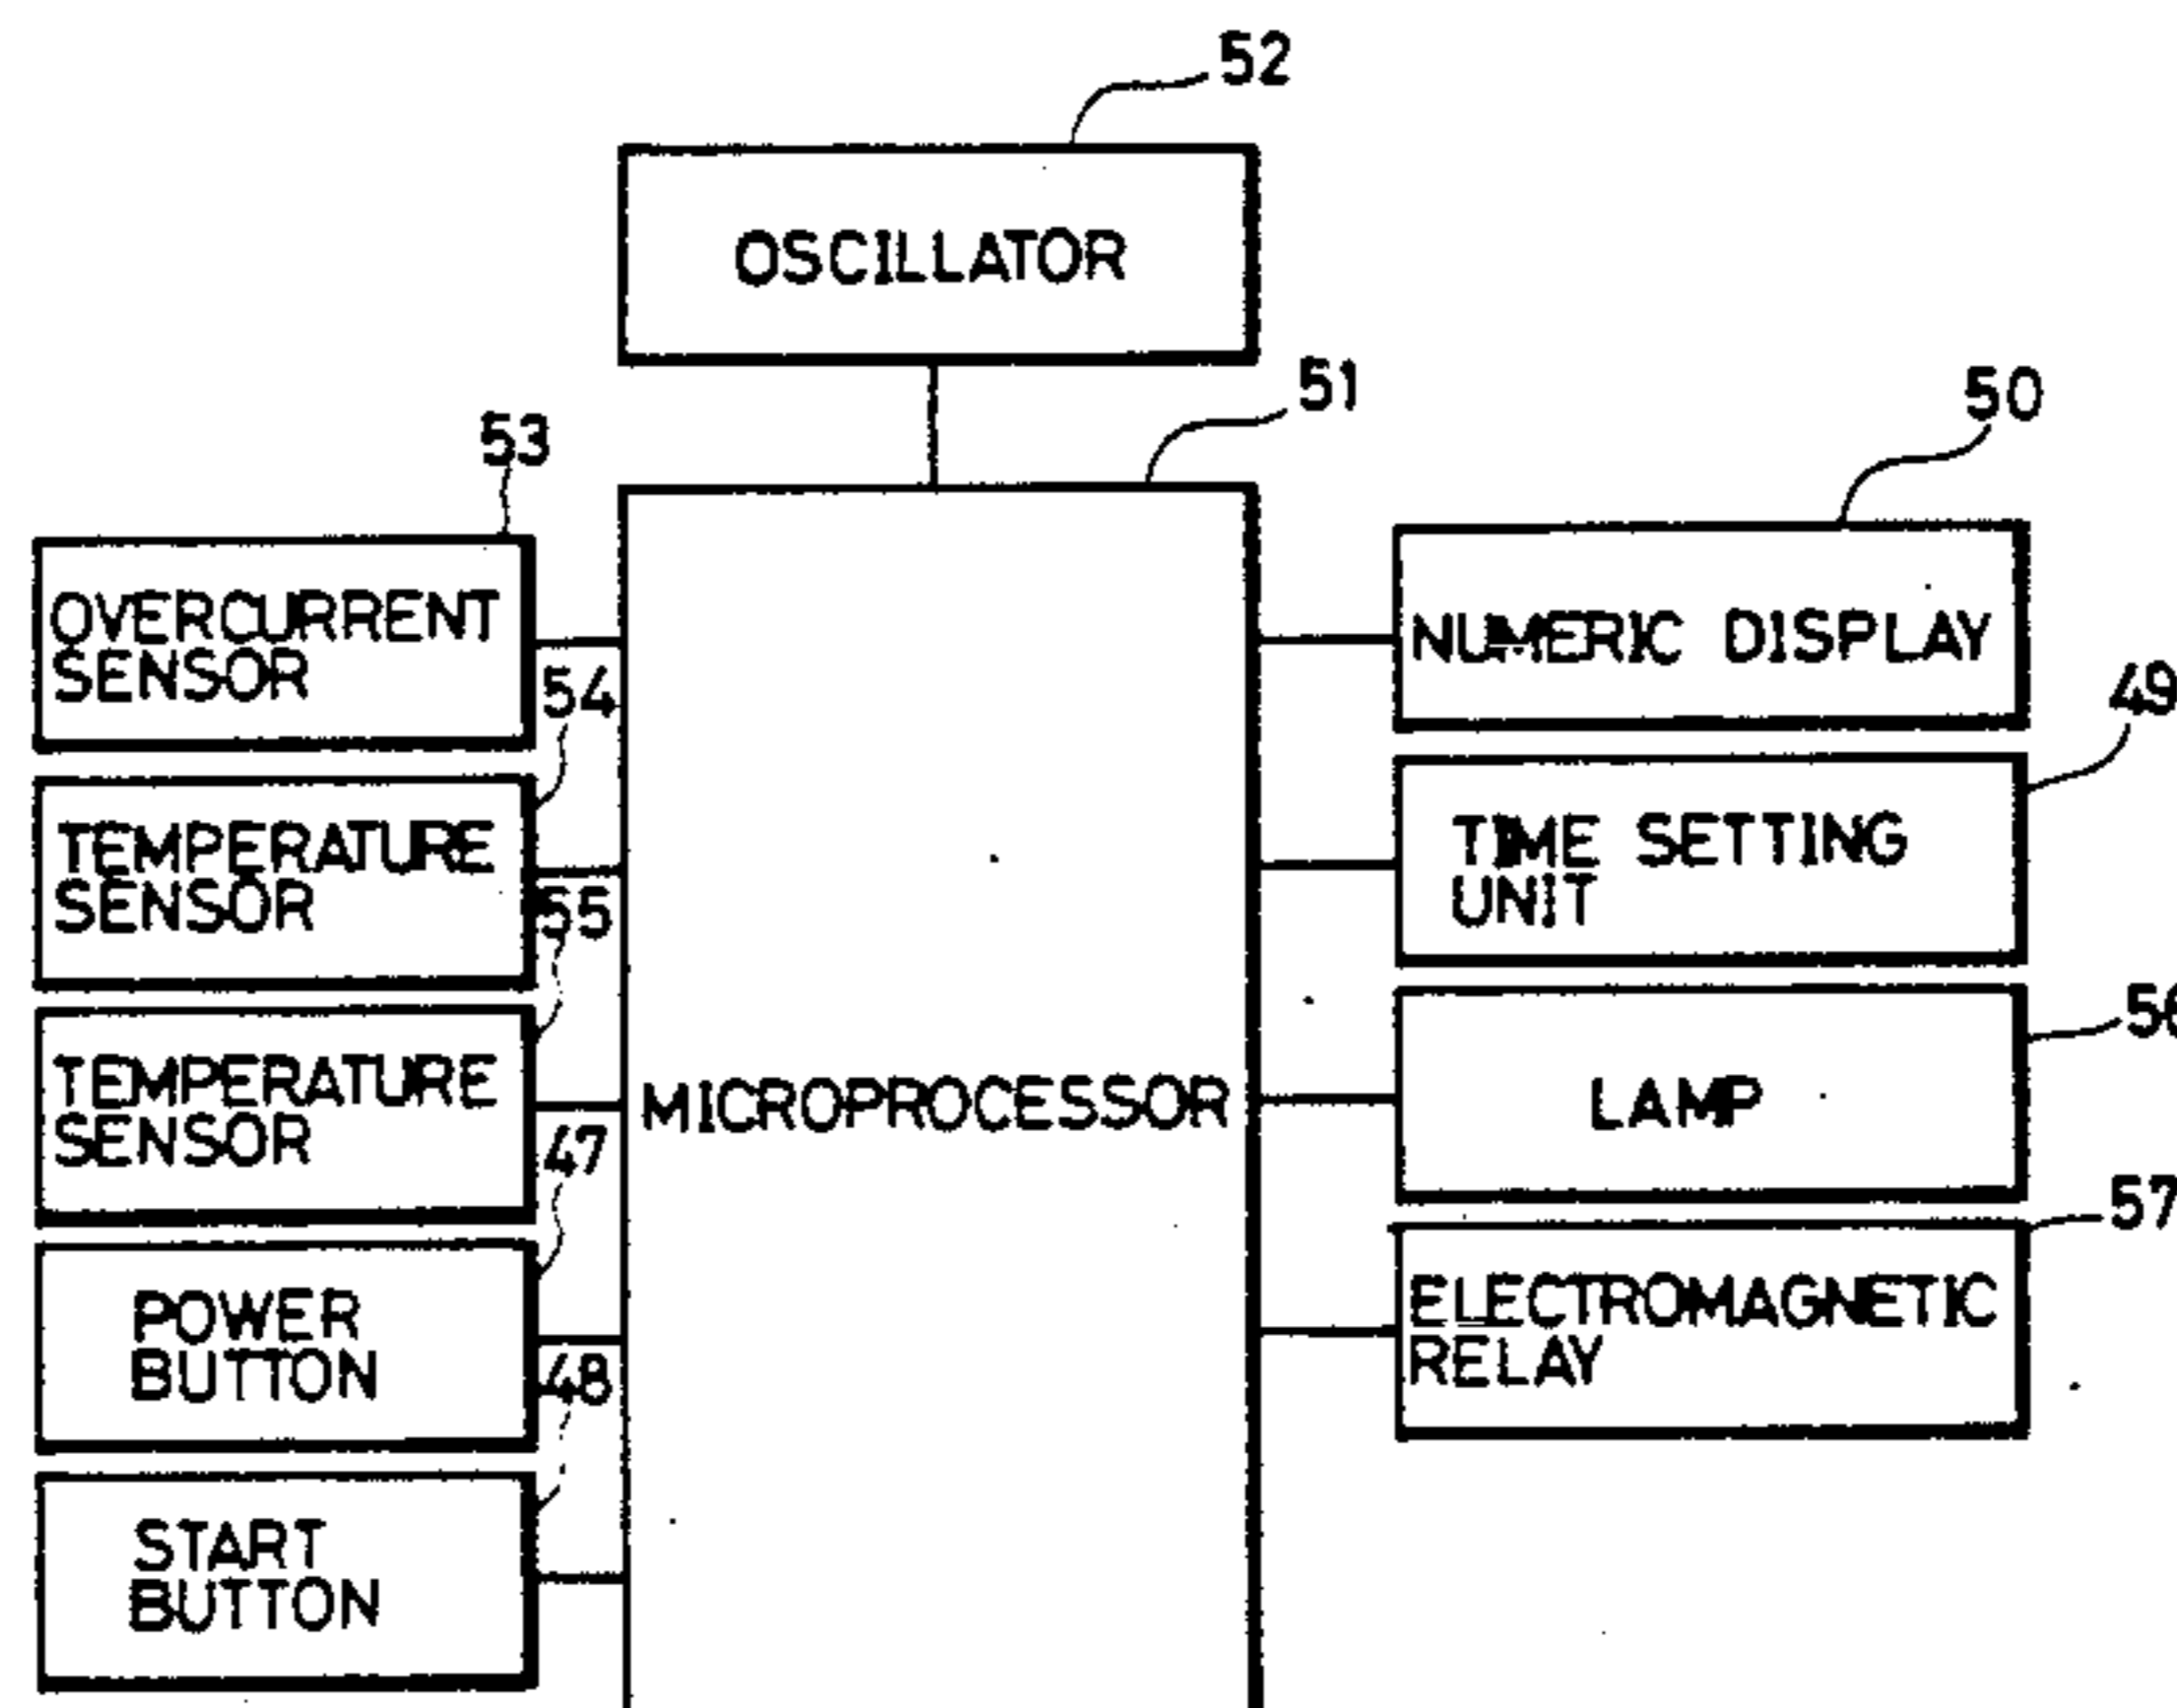 52
OSCILLATOR
51
53
OVERCURRENT
SENSOR
54
TEMPERATURE
SENSOR
55
TEMPERATURE
SENSOR
47
POWER
BUTTON
48
START
BUTTON
MICROPROCESSOR
50
NUMERIC DISPLAY
49
TIME SETTING
UNIT
56
LAMP
57
ELECTROMAGNETIC
RELAY